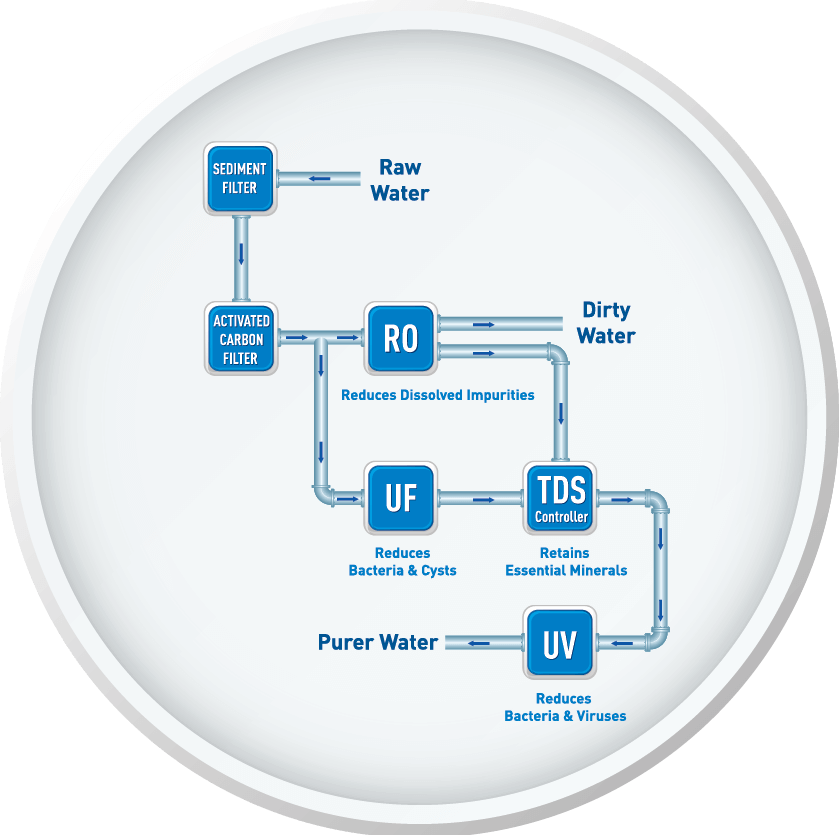 SEDIMENT
FILTER
Raw
Water
ACTIVATED
CARBON
FILTER
RO
Dirty
Water
Reduces Dissolved Impurities
UF
TDS
Controller
Reduces
Bacteria & Cysts
Retains
Essential Minerals
Purer Water
UV
Reduces
Bacteria & Viruses